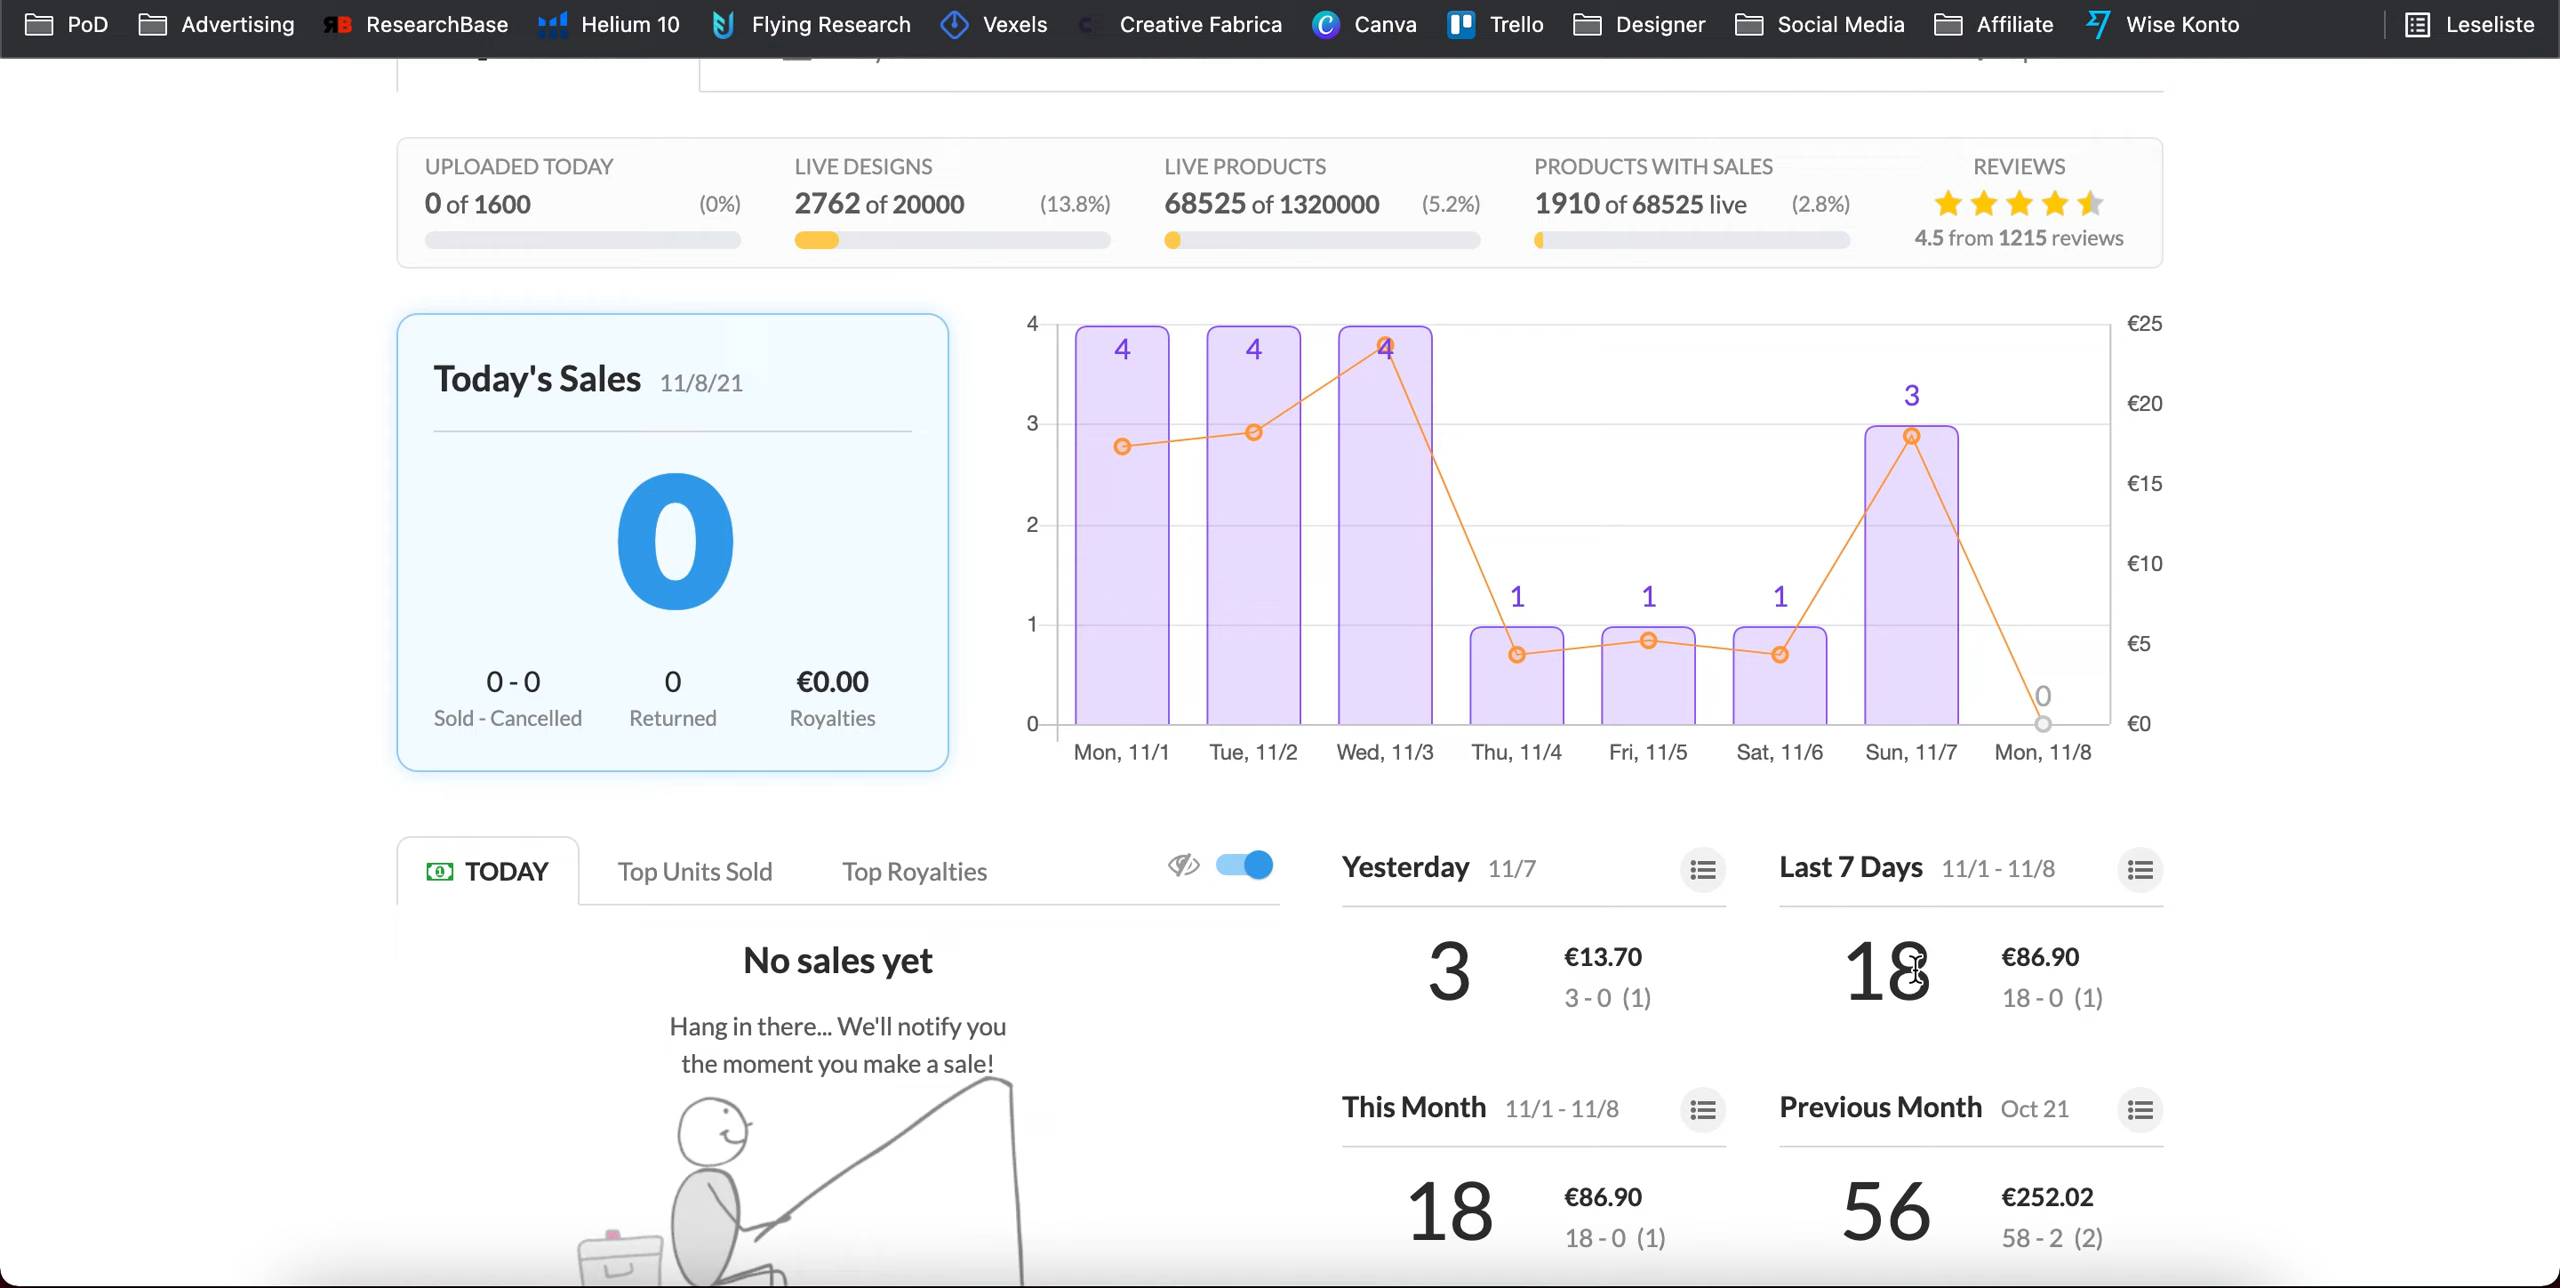 PoD Advertising ResearchBase Helium 10 Flying Research Vexels Creative Fabrica Canva Trello Designer Social Media Affiliate Wise Konto Leseliste
UPLOADED TODAY
0 of 1600 (0%)
LIVE DESIGNS
2762 of 20000 (13.8%)
LIVE PRODUCTS
68525 of 1320000 (5.2%)
PRODUCTS WITH SALES
1910 of 68525 live (2.8%)
REVIEWS
4.5 from 1215 reviews
Today's Sales 11/8/21
0
0 - 0 0 €0.00
Sold - Cancelled Returned Royalties
4 €25
4 4 4
€20
3 3
€15
2
€10
1 1 1
1 €5
0
0 €0
Mon, 11/1 Tue, 11/2 Wed, 11/3 Thu, 11/4 Fri, 11/5 Sat, 11/6 Sun, 11/7 Mon, 11/8
TODAY Top Units Sold Top Royalties
No sales yet
Hang in there... We'll notify you
the moment you make a sale!
Yesterday 11/7
3 €13.70
3 - 0 (1)
Last 7 Days 11/1 - 11/8
18 €86.90
18 - 0 (1)
This Month 11/1 - 11/8
18 €86.90
18 - 0 (1)
Previous Month Oct 21
56 €252.02
58 - 2 (2)